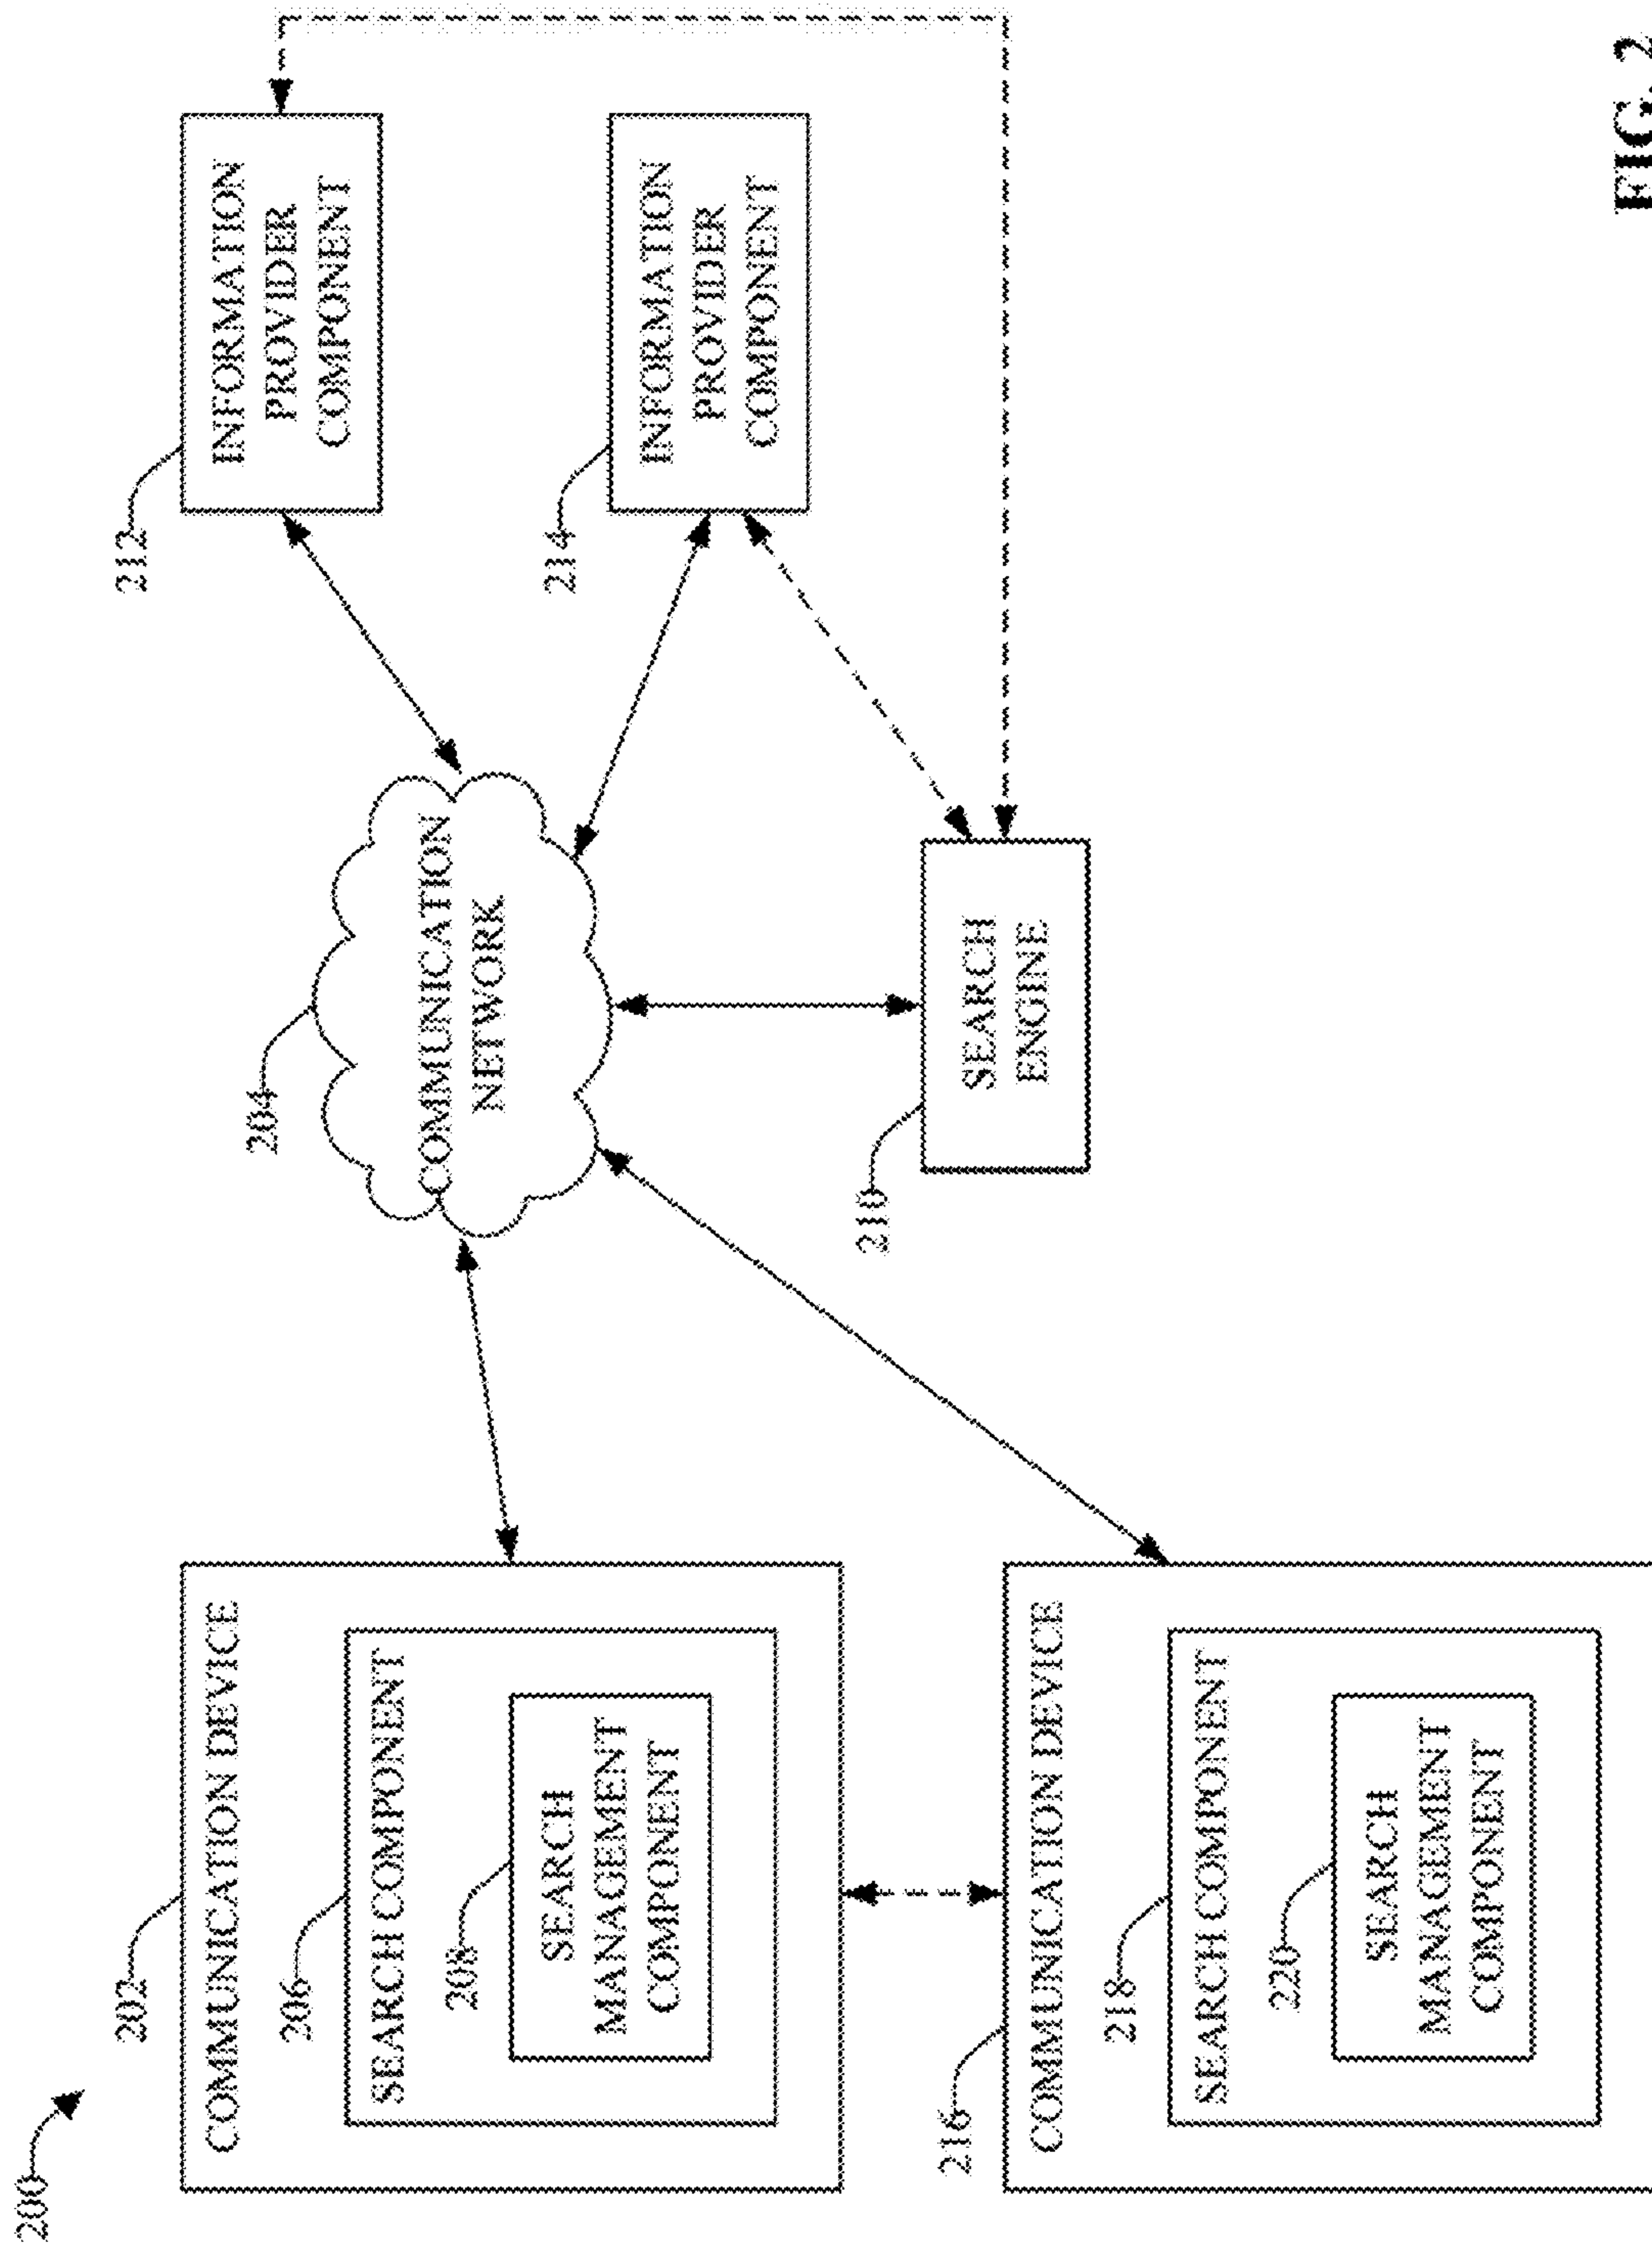 200
202
COMMUNICATION DEVICE
206
SEARCH COMPONENT
208
SEARCH
MANAGEMENT
COMPONENT
204
COMMUNICATION
NETWORK
212
INFORMATION
PROVIDER
COMPONENT
214
INFORMATION
PROVIDER
COMPONENT
210
SEARCH
ENGINE
216
COMMUNICATION DEVICE
218
SEARCH COMPONENT
220
SEARCH
MANAGEMENT
COMPONENT
FIG. 2